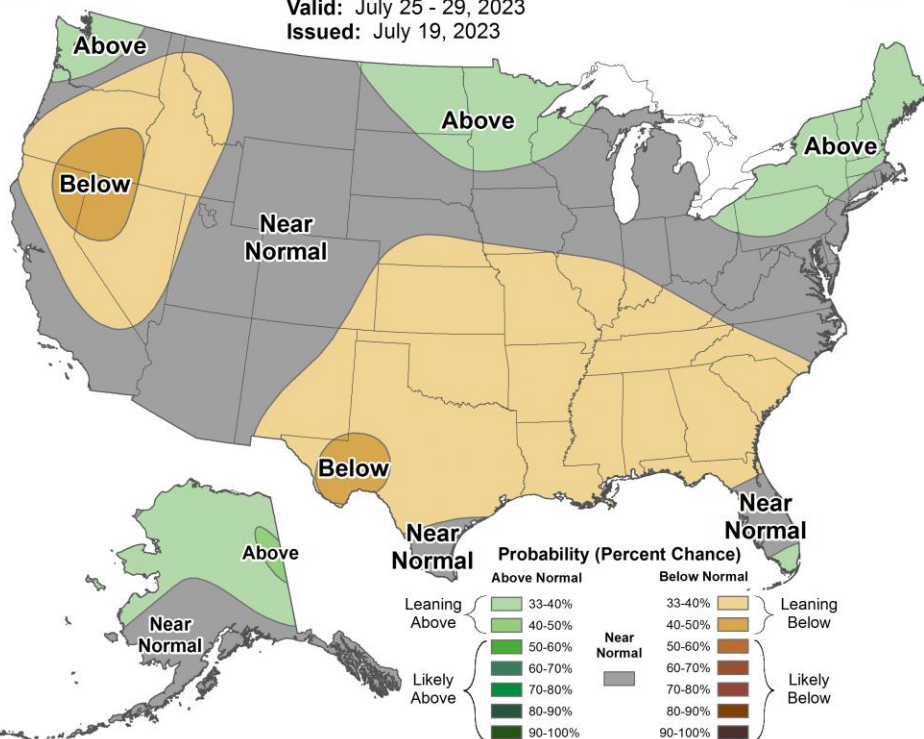 Valid: July 25 - 29, 2023
Issued: July 19, 2023
Above
Above
Above
Below
Near
Normal
Below
Near
Normal
Near
Normal
Above
Near
Normal
Probability (Percent Chance)
Above Normal
Below Normal
Leaning
Above
33-40%
40-50%
Likely
Above
50-60%
60-70%
70-80%
80-90%
90-100%
Near
Normal
33-40%
40-50%
Leaning
Below
50-60%
60-70%
70-80%
80-90%
90-100%
Likely
Below